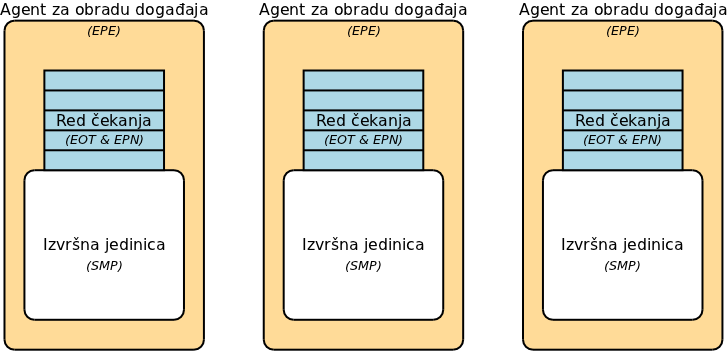 Agent za obradu događaja
(EPE)
Red čekanja
(EOT & EPN)
Izvršna jedinica
(SMP)
Agent za obradu događaja
(EPE)
Red čekanja
(EOT & EPN)
Izvršna jedinica
(SMP)
Agent za obradu događaja
(EPE)
Red čekanja
(EOT & EPN)
Izvršna jedinica
(SMP)